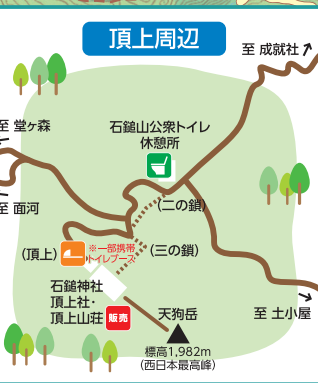 頂上周辺
至 成就社
至 堂ヶ森
石鎚山公衆トイレ
休憩所
至 面河
(二の鎖)
(頂上)
※一部携帯
トイレブース
(三の鎖)
石鎚神社
頂上社・
頂上山荘
販売
天狗岳
至 土小屋
標高1,982m
(西日本最高峰)